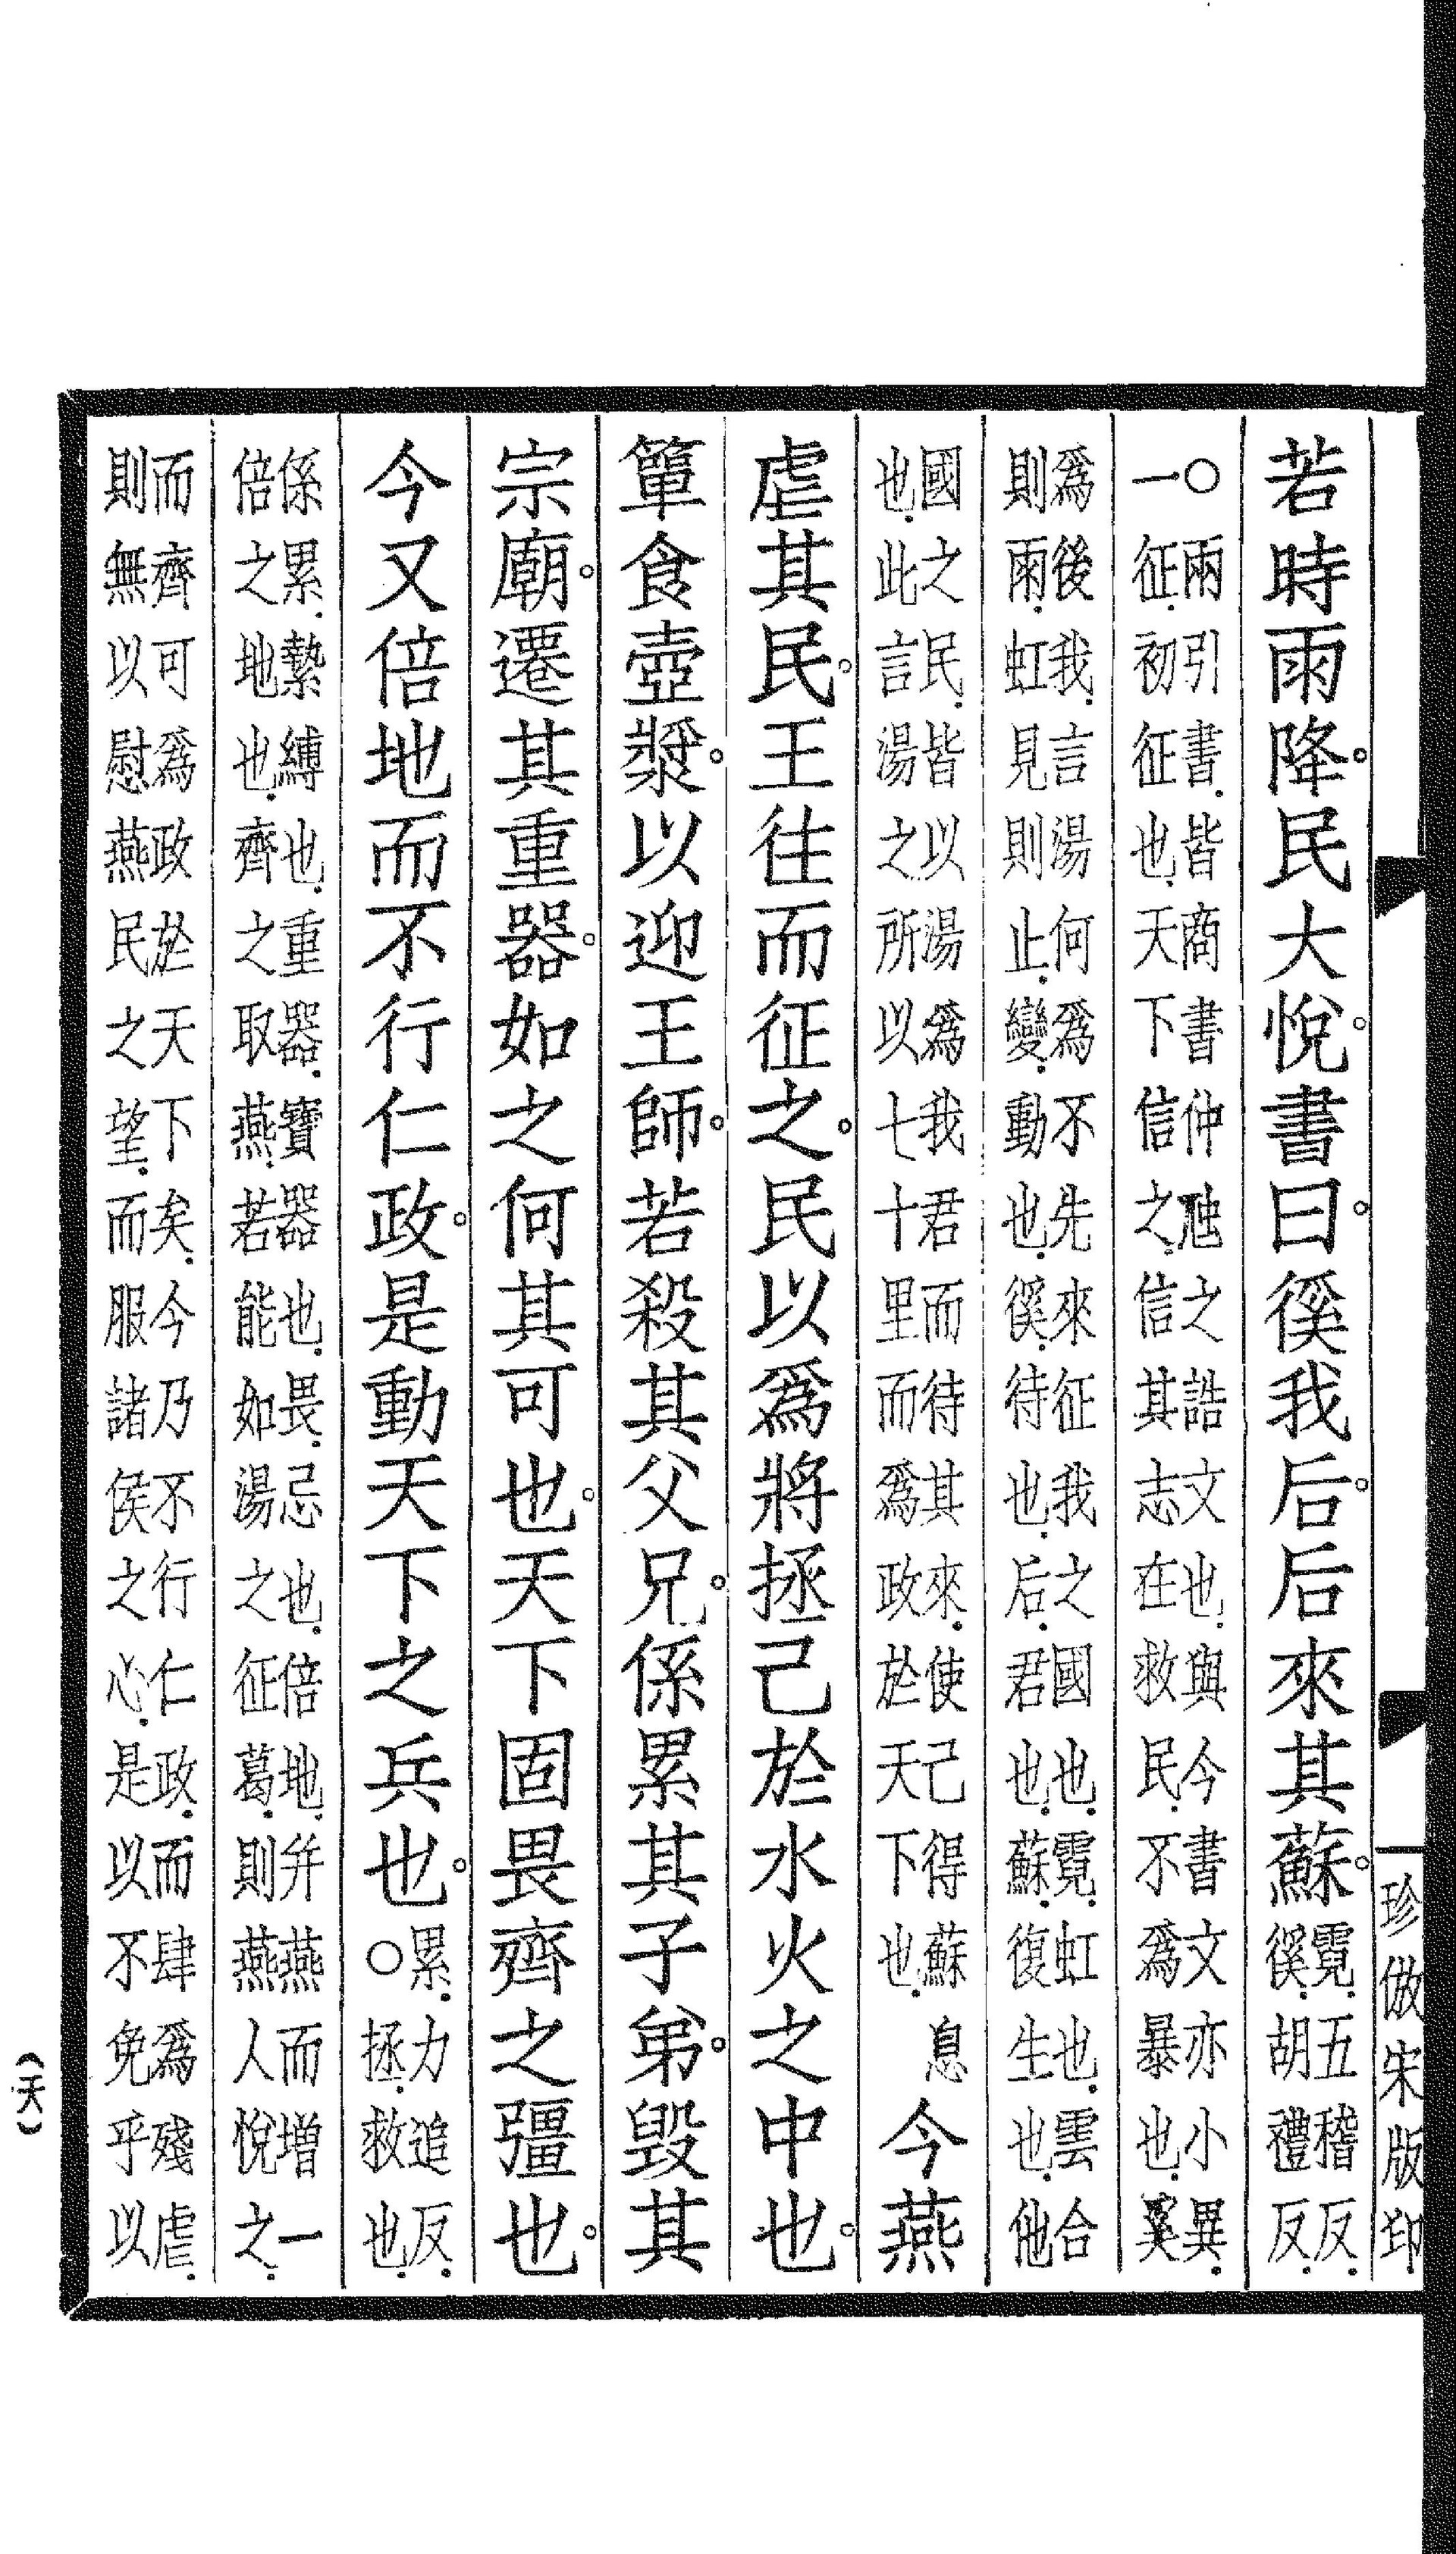 珍倣宋版印
若時雨降。民大悅。書曰。徯我后。后來其蘇。霓、五稽反、
徯、胡禮反、
○兩引書、皆商書仲虺之誥文也、與今書文亦小異、
一征、初征也、天下信之、信其志在救民、不爲暴也、奚
爲後我、言湯何爲不先來征我之國也、霓、虹也、雲合
則雨、虹見則止、變、動也、徯、待也、后、君也、蘇、復生也、他
國之民、皆以湯爲我君而待其來、使己得蘇息
也、此言湯之所以七十里而爲政於天下也、
今燕
虐其民。王往而征之。民以爲將拯己於水火之中也。
簞食壺漿。以迎王師。若殺其父兄。係累其子弟。毀其
宗廟。遷其重器。如之何其可也。天下固畏齊之彊也。
今又倍地而不行仁政。是動天下之兵也。累、力追反、
○拯、救也、
係累、縶縛也、重器、寶器也、畏、忌也、倍地、并燕而增一
倍之地也、齊之取燕、若能如湯之征葛、則燕人悅之、
而齊可爲政於天下矣、今乃不行仁政、而肆爲殘虐、
則無以慰燕民之望、而服諸侯之心、是以不免乎以
(天)